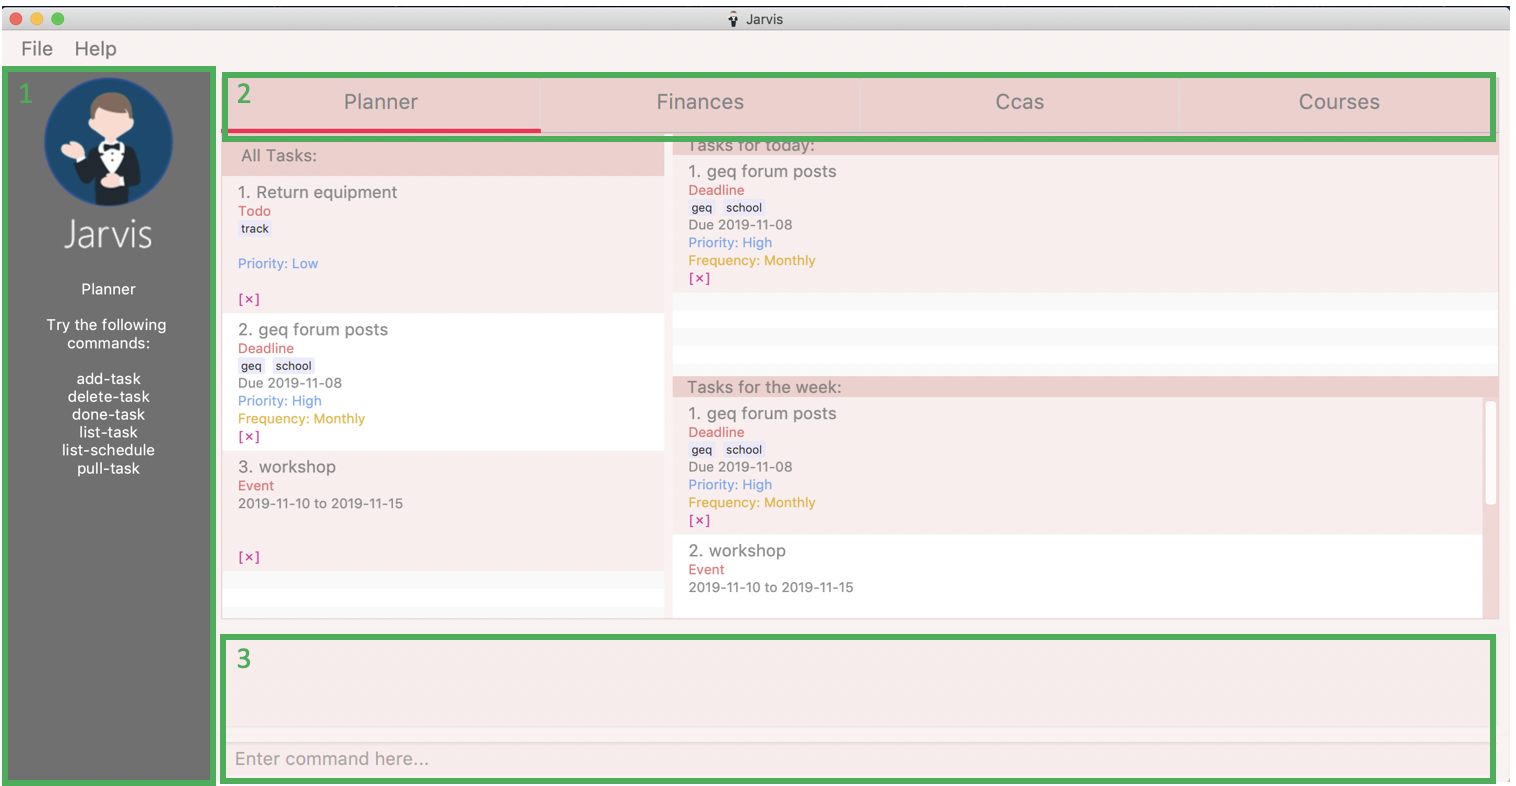 Jarvis
File Help
1
Jarvis
Planner
Try the following
commands:
add-task
delete-task
done-task
list-task
list-schedule
pull-task
2
Planner Finances Ccas Courses
All Tasks:
1. Return equipment
Todo
track
Priority: Low
[×]
2. geq forum posts
Deadline
geq school
Due 2019-11-08
Priority: High
Frequency: Monthly
[×]
3. workshop
Event
2019-11-10 to 2019-11-15
[×]
Tasks for today:
1. geq forum posts
Deadline
geq school
Due 2019-11-08
Priority: High
Frequency: Monthly
[×]
Tasks for the week:
1. geq forum posts
Deadline
geq school
Due 2019-11-08
Priority: High
Frequency: Monthly
[×]
2. workshop
Event
2019-11-10 to 2019-11-15
3
Enter command here...